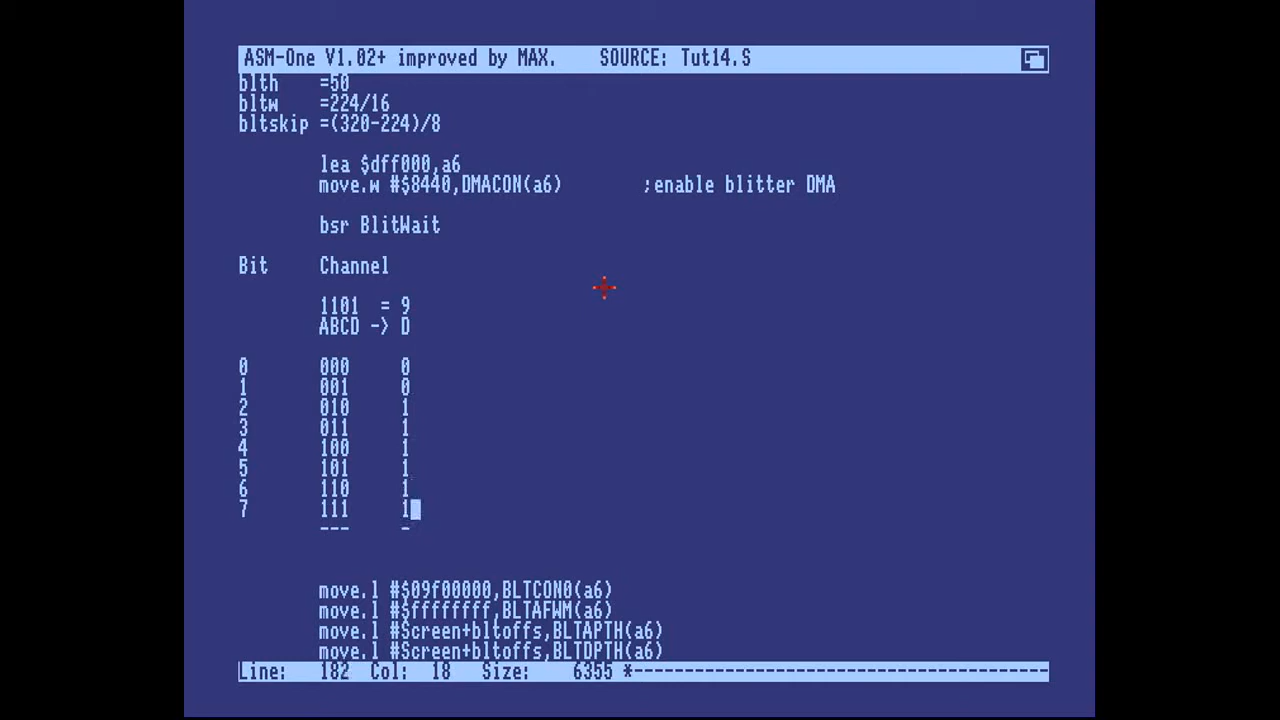 ASM-One V1.02+ improved by MAX. SOURCE: Tut14.S
blth =50
bltw =224/16
bltskip =(320-224)/8
lea $dff000,a6
move.w #$8440,DMACON(a6) ;enable blitter DMA
bsr BlitWait
Bit Channel
1101 = 9
ABCD -> D
0 000 0
1 001 0
2 010 1
3 011 1
4 100 1
5 101 1
6 110 1
7 111 1
--- -
move.l #$09f00000,BLTCON0(a6)
move.l #$ffffffff,BLTAFWM(a6)
move.l #Screen+bltoffs,BLTAPTH(a6)
move.l #Screen+bltoffs,BLTDPTH(a6)
Line: 182 Col: 18 Size: 6355 *-----------------------------------------